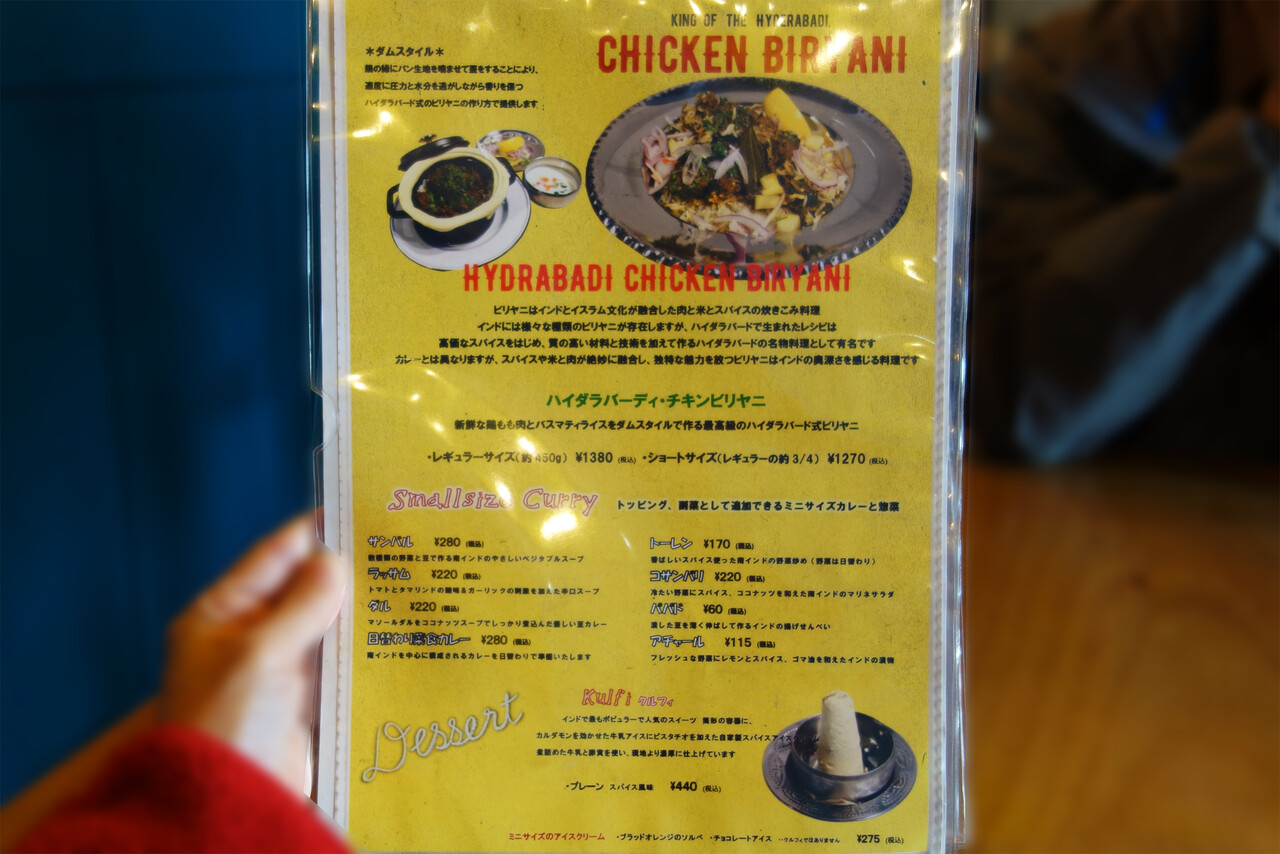 KING OF THE HYDERABADI,
CHICKEN BIRYANI
＊ダムスタイル＊
鍋の縁にパン生地を噛ませて蓋をすることにより、
適度に圧力と水分を逃がしながら香りを保つ
ハイダラバード式のビリヤニの作り方で提供します
HYDRABADI CHICKEN BIRYANI
ビリヤニはインドとイスラム文化が融合した肉と米とスパイスの炊きこみ料理
インドには様々な種類のビリヤニが存在しますが、ハイダラバードで生まれたレシピは
高価なスパイスをはじめ、質の高い材料と技術を加えて作るハイダラバードの名物料理として有名です
カレーとは異なりますが、スパイスや米と肉が絶妙に融合し、独特な魅力を放つビリヤニはインドの奥深さを感じる料理です
ハイダラバーディ・チキンビリヤニ
新鮮な鶏もも肉とバスマティライスをダムスタイルで作る最高級のハイダラバード式ビリヤニ
・レギュラーサイズ(約450g) ¥1380 (税込) ・ショートサイズ(レギュラーの約3/4) ¥1270 (税込)
Smallsize Curry トッピング、副菜として追加できるミニサイズカレーと惣菜
サンバル ¥280 (税込)
数種類の野菜と豆で作る南インドのやさしいベジタブルスープ
ラッサム ¥220 (税込)
トマトとタマリンドの酸味&ガーリックの刺激を加えた辛口スープ
ダル ¥220 (税込)
マソールダルをココナッツスープでしっかり煮込んだ優しい豆カレー
日替わり菜食カレー ¥280 (税込)
南インドを中心に構成されるカレーを日替わりで準備いたします
トーレン ¥170 (税込)
香ばしいスパイス使った南インドの野菜炒め(野菜は日替わり)
コサンバリ ¥220 (税込)
冷たい野菜にスパイス、ココナッツを和えた南インドのマリネサラダ
パパド ¥60 (税込)
潰した豆を薄く伸ばして作るインドの揚げせんべい
アチャール ¥115 (税込)
フレッシュな野菜にレモンとスパイス、ゴマ油を和えたインドの漬物
Dessert
Kulfi クルフィ
インドで最もポピュラーで人気のスイーツ 筒形の容器に、
カルダモンを効かせた牛乳アイスにピスタチオを加えた自家製スパイスアイス
煮詰めた牛乳と卵黄を使い、現地より濃厚に仕上げています
・プレーン スパイス風味 ¥440 (税込)
ミニサイズのアイスクリーム ・ブラッドオレンジのソルベ ・チョコレートアイス ・・クルフィではありません ¥275 (税込)